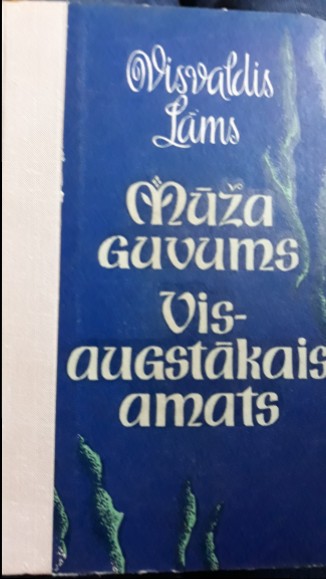 Visvaldis
Lāms
Mūža
guvums
Vis-
augstākais
amats